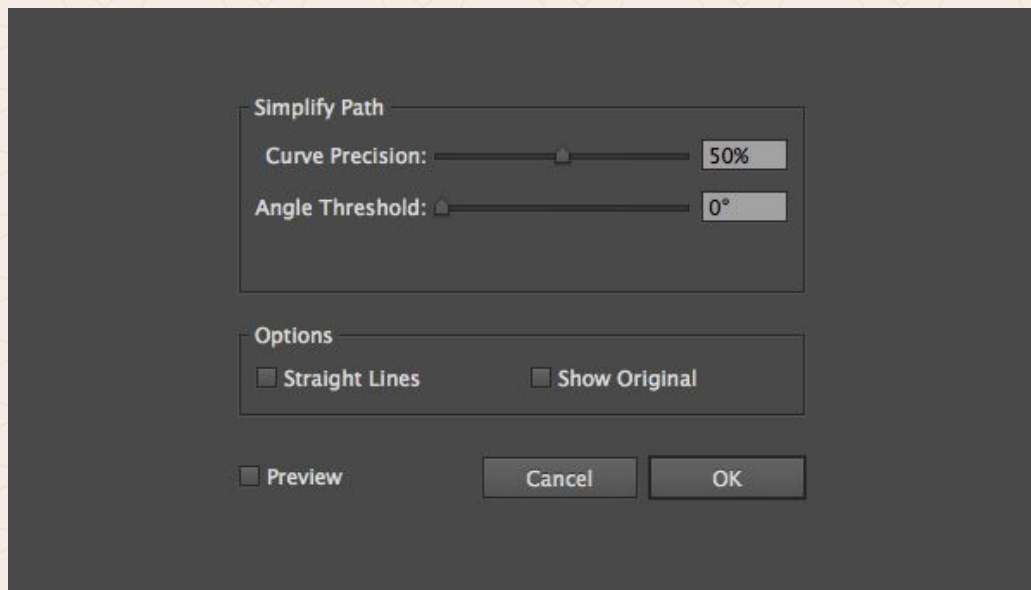 Simplify Path
Curve Precision: 50%
Angle Threshold: 0°
Options
Straight Lines Show Original
Preview Cancel OK